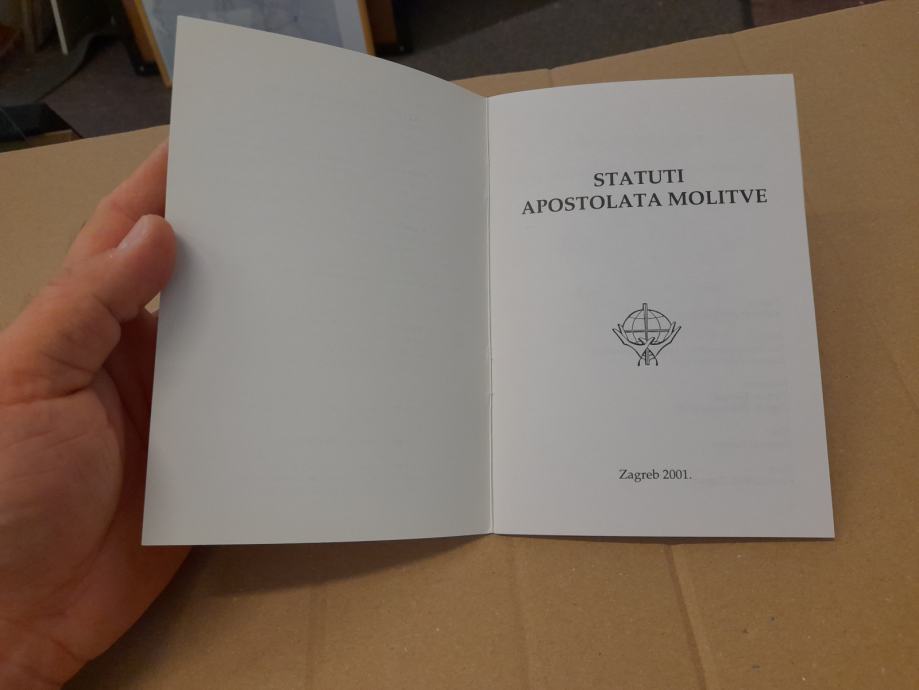 STATUTI
APOSTOLATA MOLITVE
Zagreb 2001.